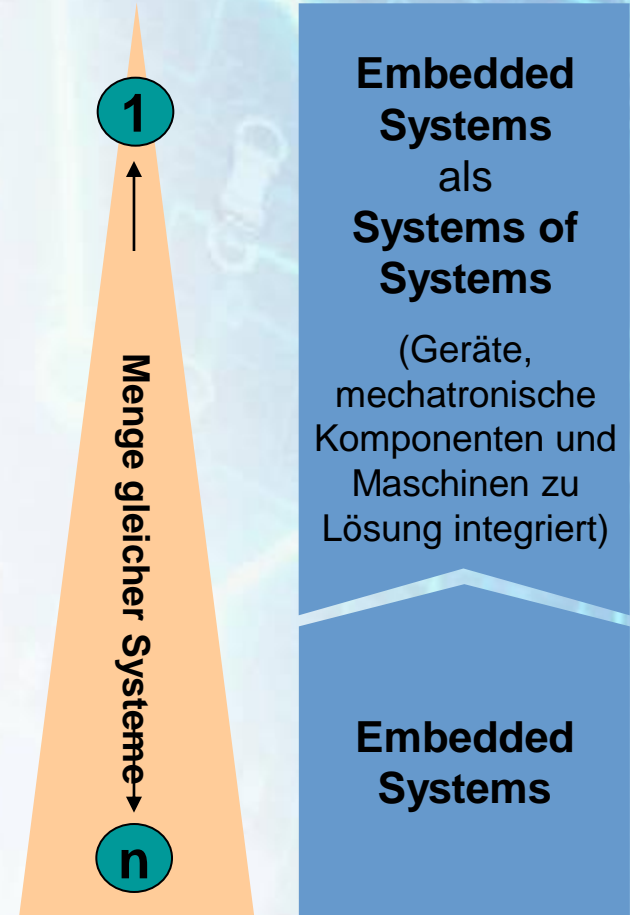 1
Menge gleicher Systeme
n
Embedded
Systems
als
Systems of
Systems
(Geräte,
mechatronische
Komponenten und
Maschinen zu
Lösung integriert)
Embedded
Systems